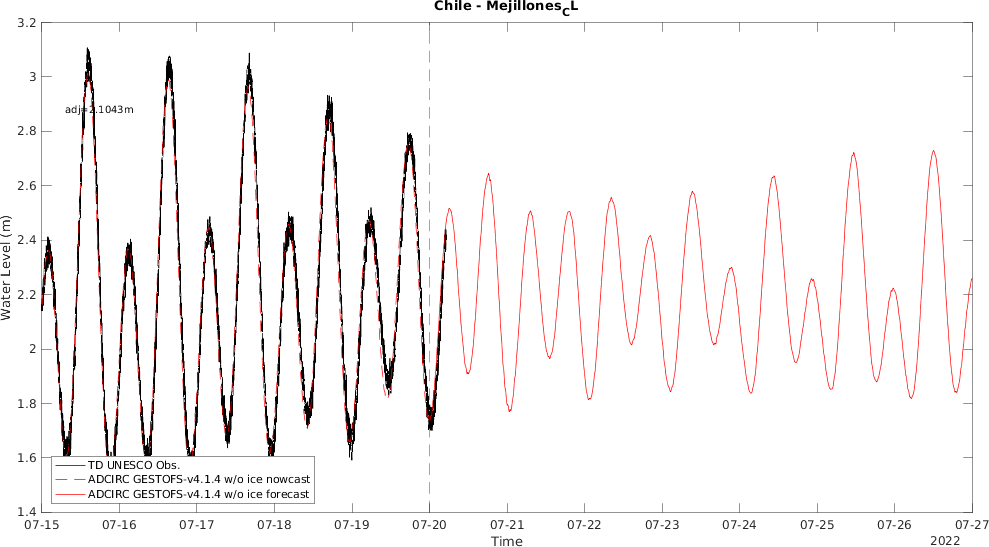 Chile - Mejillones_CL
3.2
3
2.8
2.6
2.4
2.2
2
1.8
1.6
1.4
Water Level (m)
adj=2.1043m
TD UNESCO Obs.
ADCIRC GESTOFS-v4.1.4 w/o ice nowcast
ADCIRC GESTOFS-v4.1.4 w/o ice forecast
07-15 07-16 07-17 07-18 07-19 07-20 07-21 07-22 07-23 07-24 07-25 07-26 07-27
Time
2022